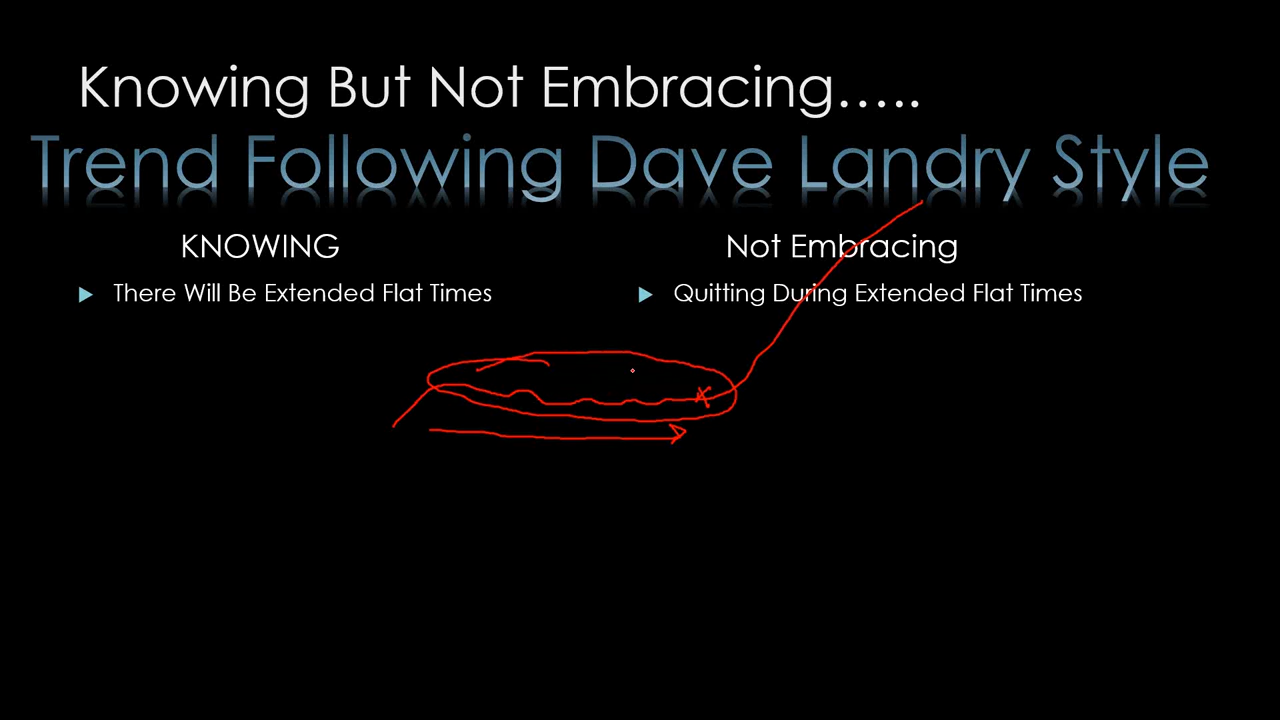 Knowing But Not Embracing.....
Trend Following Dave Landry Style
KNOWING
There Will Be Extended Flat Times
Not Embracing
Quitting During Extended Flat Times